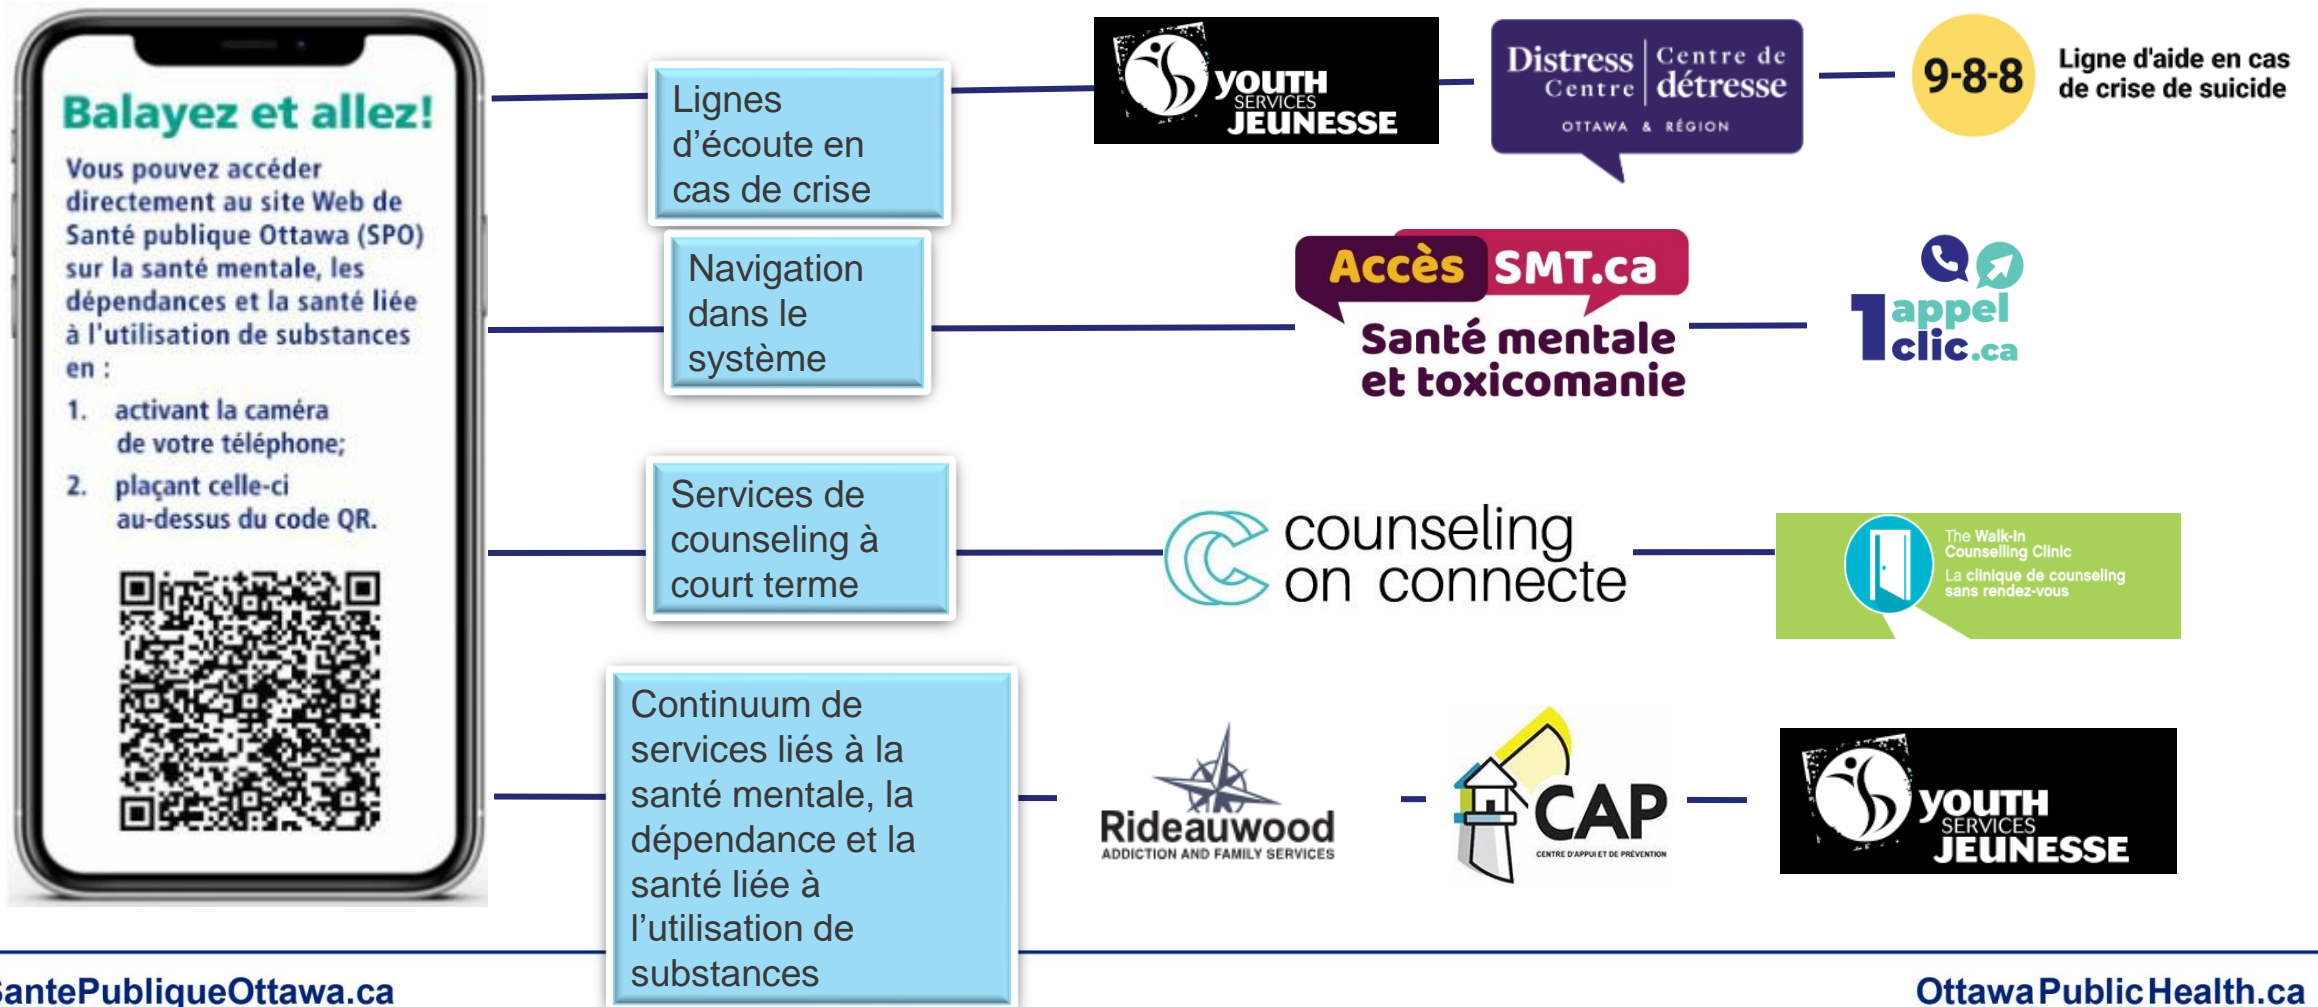 Balayez et allez!
Vous pouvez accéder
directement au site Web de
Santé publique Ottawa (SPO)
sur la santé mentale, les
dépendances et la santé liée
à l'utilisation de substances
en :
1. activant la caméra
de votre téléphone;
2. plaçant celle-ci
au-dessus du code QR.
Lignes
d’écoute en
cas de crise
YOUTH
SERVICES
JEUNESSE
Distress Centre
Centre de détresse
OTTAWA & RÉGION
9-8-8
Ligne d'aide en cas
de crise de suicide
Navigation
dans le
système
Accès SMT.ca
Santé mentale
et toxicomanie
1 appel
clic.ca
Services de
counseling à
court terme
counseling
on connecte
The Walk-In
Counselling Clinic
La clinique de counseling
sans rendez-vous
Continuum de
services liés à la
santé mentale, la
dépendance et la
santé liée à
l’utilisation de
substances
Rideauwood
ADDICTION AND FAMILY SERVICES
CAP
CENTRE D'APPUI ET DE PRÉVENTION
YOUTH
SERVICES
JEUNESSE
SantePubliqueOttawa.ca
OttawaPublicHealth.ca